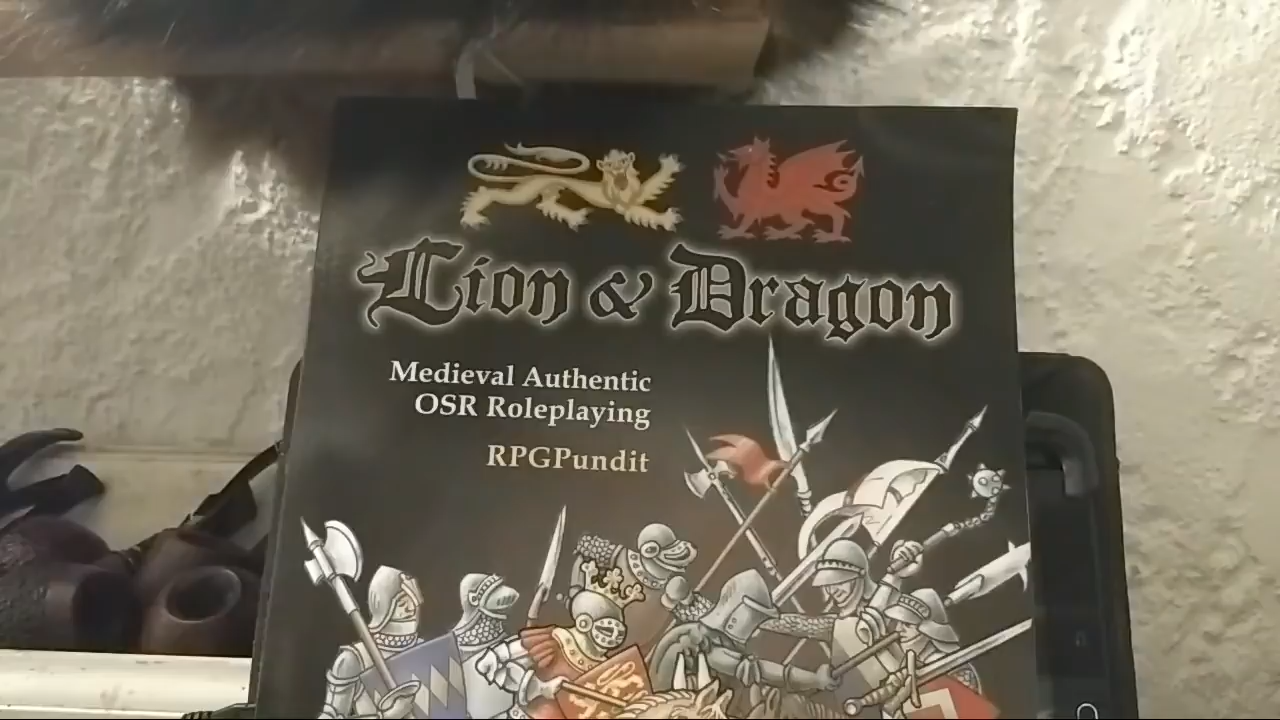 Lion & Dragon
Medieval Authentic
OSR Roleplaying
RPGPundit